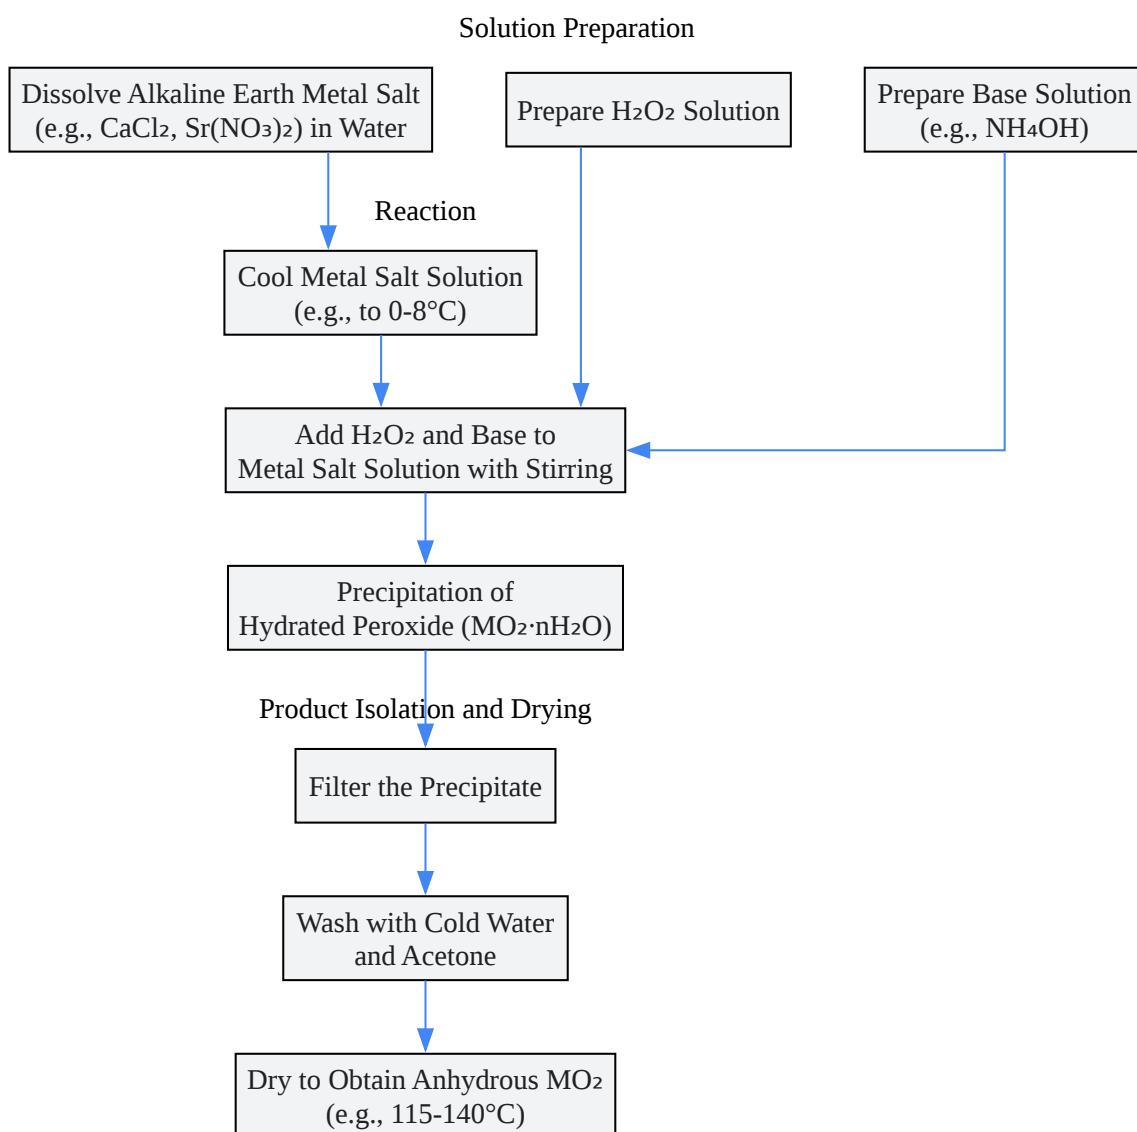 Solution Preparation
Dissolve Alkaline Earth Metal Salt
(e.g., CaCl₂, Sr(NO₃)₂) in Water
Prepare H₂O₂ Solution
Prepare Base Solution
(e.g., NH₄OH)
Reaction
Cool Metal Salt Solution
(e.g., to 0-8°C)
Add H₂O₂ and Base to
Metal Salt Solution with Stirring
Precipitation of
Hydrated Peroxide (MO₂·nH₂O)
Product Isolation and Drying
Filter the Precipitate
Wash with Cold Water
and Acetone
Dry to Obtain Anhydrous MO₂
(e.g., 115-140°C)